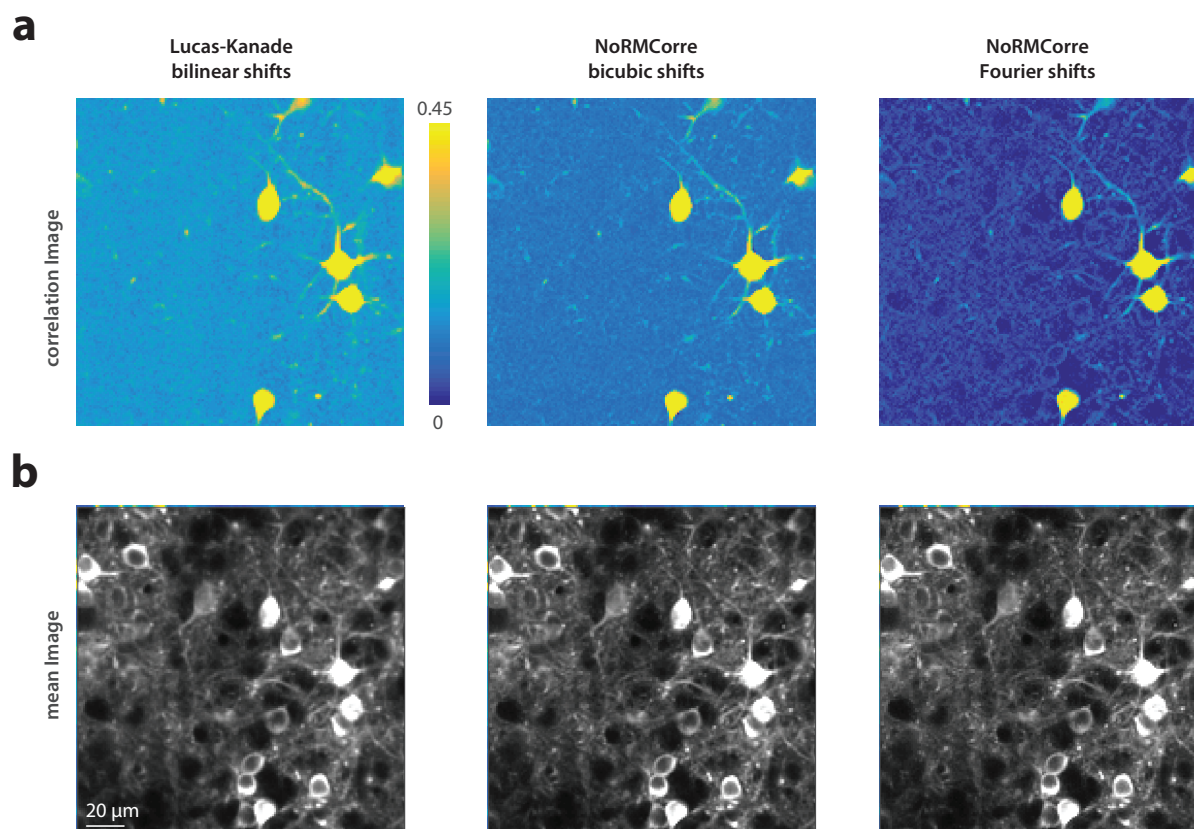 a
Lucas-Kanade
bilinear shifts
NoRMCorre
bicubic shifts
NoRMCorre
Fourier shifts
correlation Image
0.45
0
b
mean Image
20 μm